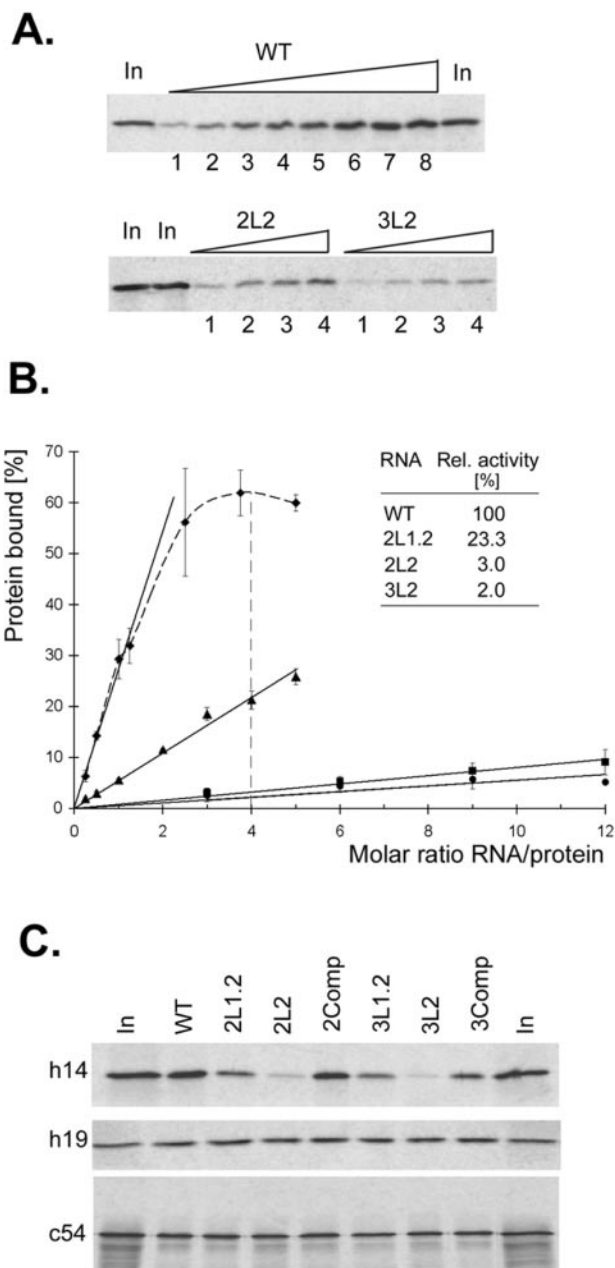 A.
WT
In In
1 2 3 4 5 6 7 8
2L2 3L2
In In
1 2 3 4 1 2 3 4
B.
Protein bound [%]
70
60
50
40
30
20
10
0
0 2 4 6 8 10 12
Molar ratio RNA/protein
RNA Rel. activity
[%]
WT 100
2L1.2 23.3
2L2 3.0
3L2 2.0
C.
In WT 2L1.2 2L2 2Comp 3L1.2 3L2 3Comp In
h14
h19
c54